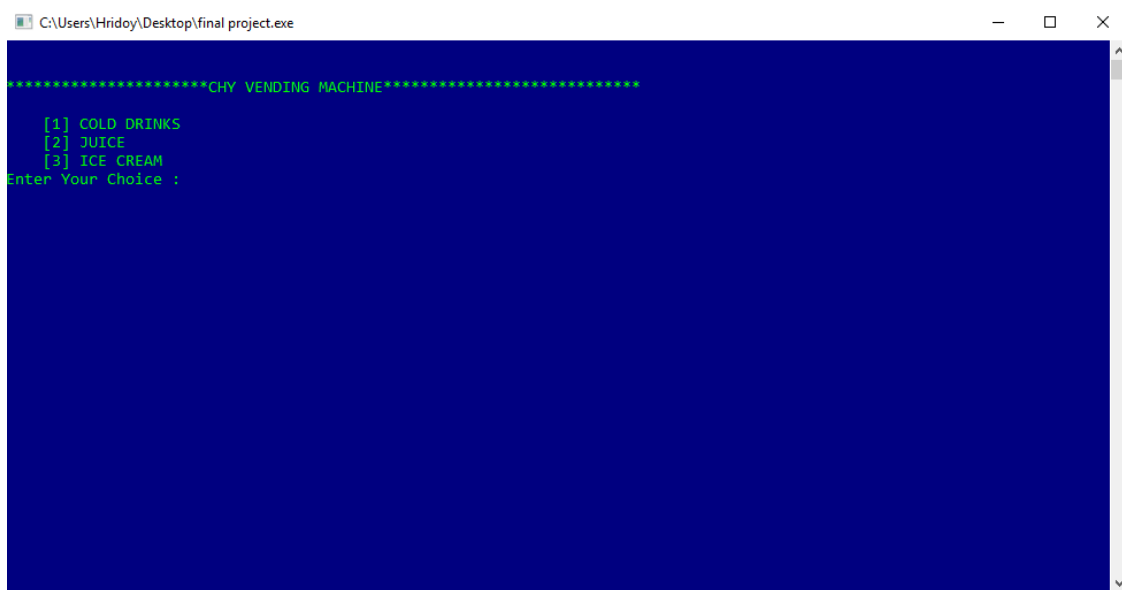 C:\Users\Hridoy\Desktop\final project.exe
**********************CHY VENDING MACHINE****************************
[1] COLD DRINKS
[2] JUICE
[3] ICE CREAM
Enter Your Choice :